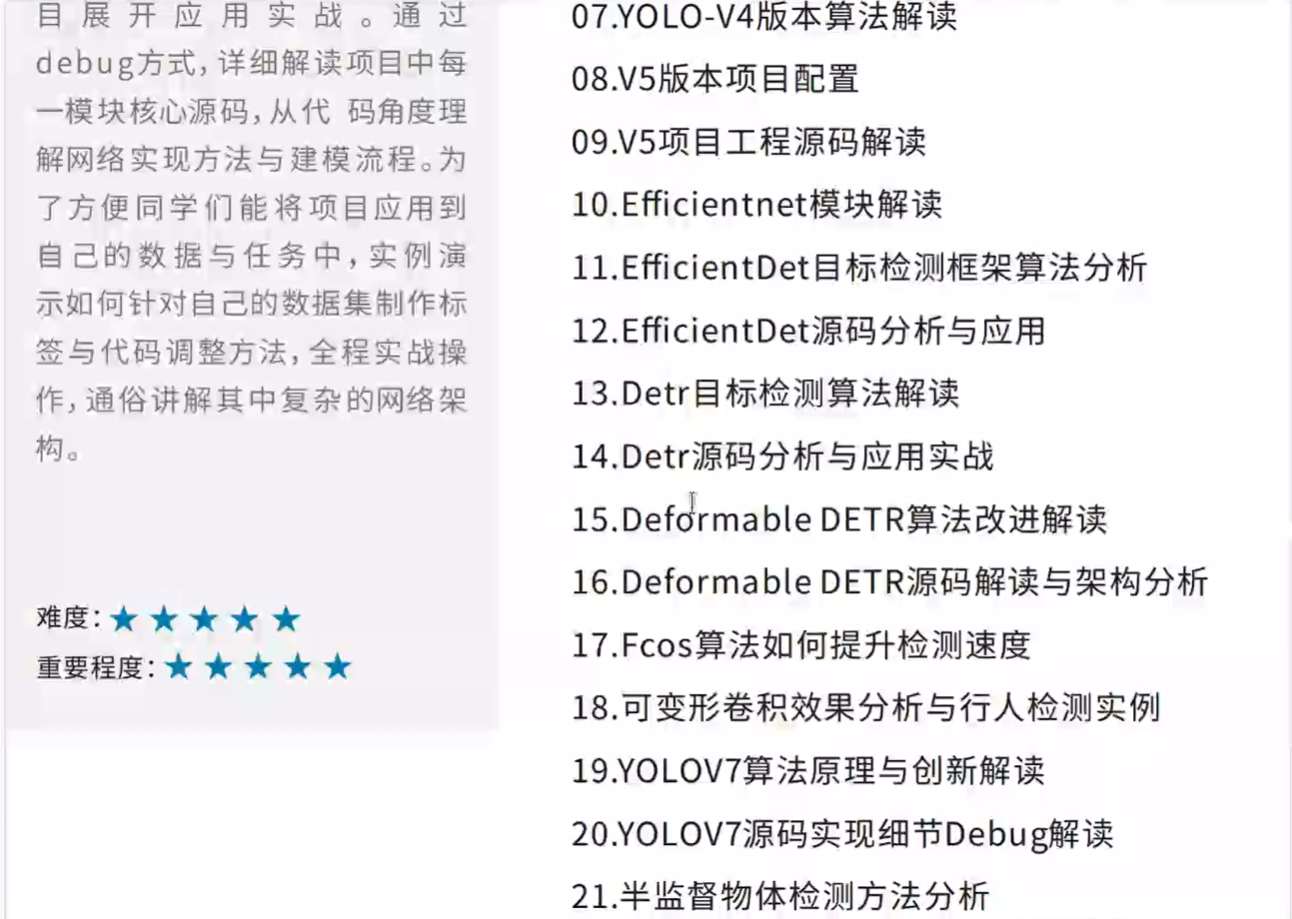 目展开应用实战。通过
debug方式,详细解读项目中每
一模块核心源码,从代 码角度理
解网络实现方法与建模流程。为
了方便同学们能将项目应用到
自己的数据与任务中,实例演
示如何针对自己的数据集制作标
签与代码调整方法,全程实战操
作,通俗讲解其中复杂的网络架
构。
难度:★★★★★
重要程度:★★★★★
07.YOLO-V4版本算法解读
08.V5版本项目配置
09.V5项目工程源码解读
10.Efficientnet模块解读
11.EfficientDet目标检测框架算法分析
12.EfficientDet源码分析与应用
13.Detr目标检测算法解读
14.Detr源码分析与应用实战
15.Deformable DETR算法改进解读
16.Deformable DETR源码解读与架构分析
17.Fcos算法如何提升检测速度
18.可变形卷积效果分析与行人检测实例
19.YOLOV7算法原理与创新解读
20.YOLOV7源码实现细节Debug解读
21.半监督物体检测方法分析